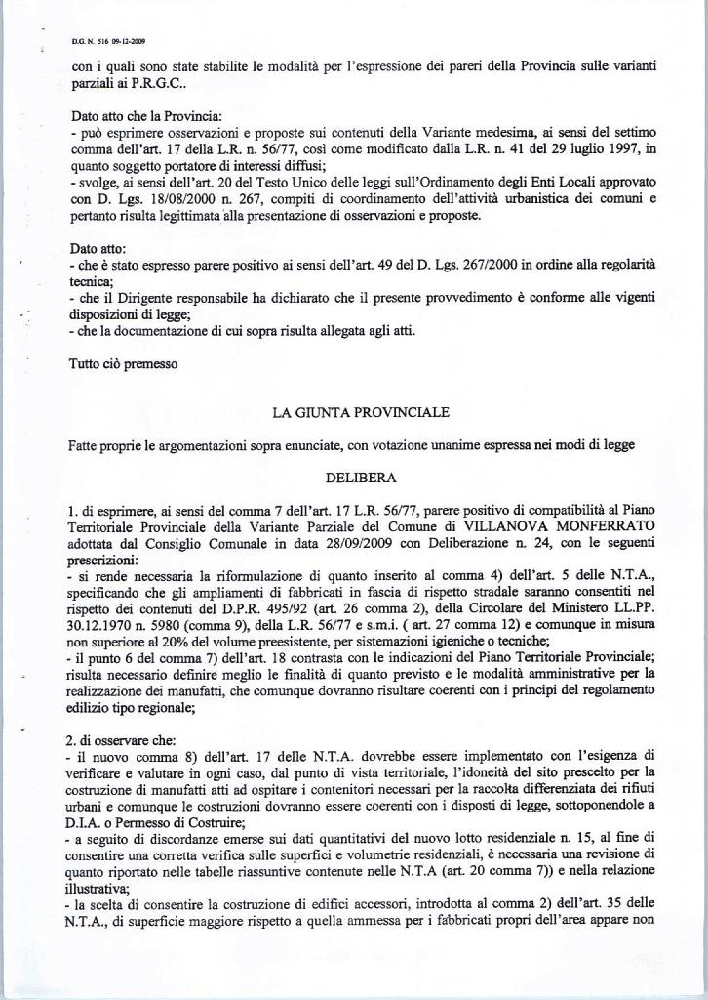 D.G. N. 516 09-12-2009
con i quali sono state stabilite le modalità per l'espressione dei pareri della Provincia sulle varianti
parziali ai P.R.G.C..
Dato atto che la Provincia:
- può esprimere osservazioni e proposte sui contenuti della Variante medesima, ai sensi del settimo
comma dell'art. 17 della L.R. n. 56/77, così come modificato dalla L.R. n. 41 del 29 luglio 1997, in
quanto soggetto portatore di interessi diffusi;
- svolge, ai sensi dell'art. 20 del Testo Unico delle leggi sull'Ordinamento degli Enti Locali approvato
con D. Lgs. 18/08/2000 n. 267, compiti di coordinamento dell'attività urbanistica dei comuni e
pertanto risulta legittimata alla presentazione di osservazioni e proposte.
Dato atto:
- che è stato espresso parere positivo ai sensi dell'art. 49 del D. Lgs. 267/2000 in ordine alla regolarità
tecnica;
- che il Dirigente responsabile ha dichiarato che il presente provvedimento è conforme alle vigenti
disposizioni di legge;
- che la documentazione di cui sopra risulta allegata agli atti.
Tutto ciò premesso
LA GIUNTA PROVINCIALE
Fatte proprie le argomentazioni sopra enunciate, con votazione unanime espressa nei modi di legge
DELIBERA
1. di esprimere, ai sensi del comma 7 dell'art. 17 L.R. 56/77, parere positivo di compatibilità al Piano
Territoriale Provinciale della Variante Parziale del Comune di VILLANOVA MONFERRATO
adottata dal Consiglio Comunale in data 28/09/2009 con Deliberazione n. 24, con le seguenti
prescrizioni:
- si rende necessaria la riformulazione di quanto inserito al comma 4) dell'art. 5 delle N.T.A.,
specificando che gli ampliamenti di fabbricati in fascia di rispetto stradale saranno consentiti nel
rispetto dei contenuti del D.P.R. 495/92 (art. 26 comma 2), della Circolare del Ministero LL.PP.
30.12.1970 n. 5980 (comma 9), della L.R. 56/77 e s.m.i. ( art. 27 comma 12) e comunque in misura
non superiore al 20% del volume preesistente, per sistemazioni igieniche o tecniche;
- il punto 6 del comma 7) dell'art. 18 contrasta con le indicazioni del Piano Territoriale Provinciale;
risulta necessario definire meglio le finalità di quanto previsto e le modalità amministrative per la
realizzazione dei manufatti, che comunque dovranno risultare coerenti con i principi del regolamento
edilizio tipo regionale;
2. di osservare che:
- il nuovo comma 8) dell'art. 17 delle N.T.A. dovrebbe essere implementato con l'esigenza di
verificare e valutare in ogni caso, dal punto di vista territoriale, l'idoneità del sito prescelto per la
costruzione di manufatti atti ad ospitare i contenitori necessari per la raccolta differenziata dei rifiuti
urbani e comunque le costruzioni dovranno essere coerenti con i disposti di legge, sottoponendole a
D.I.A. o Permesso di Costruire;
- a seguito di discordanze emerse sui dati quantitativi del nuovo lotto residenziale n. 15, al fine di
consentire una corretta verifica sulle superfici e volumetrie residenziali, è necessaria una revisione di
quanto riportato nelle tabelle riassuntive contenute nelle N.T.A (art. 20 comma 7)) e nella relazione
illustrativa;
- la scelta di consentire la costruzione di edifici accessori, introdotta al comma 2) dell'art. 35 delle
N.T.A., di superficie maggiore rispetto a quella ammessa per i fabbricati propri dell'area appare non